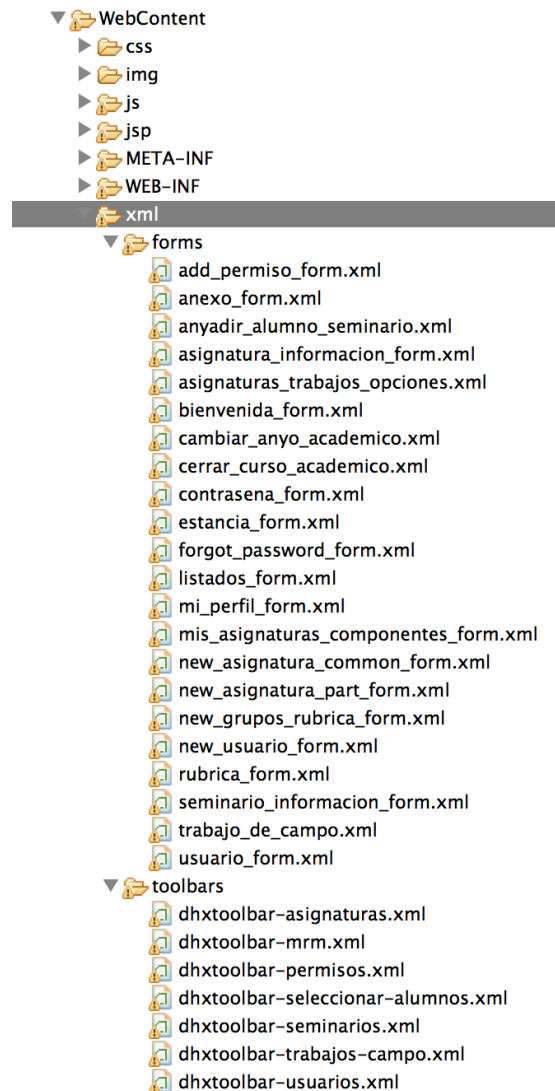 WebContent
css
img
js
jsp
META-INF
WEB-INF
xml
forms
add_permiso_form.xml
anexo_form.xml
anyadir_alumno_seminario.xml
asignatura_informacion_form.xml
asignaturas_trabajos_opciones.xml
bienvenida_form.xml
cambiar_anyo_academico.xml
cerrar_curso_academico.xml
contrasena_form.xml
estancia_form.xml
forgot_password_form.xml
listados_form.xml
mi_perfil_form.xml
mis_asignaturas_componentes_form.xml
new_asignatura_common_form.xml
new_asignatura_part_form.xml
new_grupos_rubrica_form.xml
new_usuario_form.xml
rubrica_form.xml
seminario_informacion_form.xml
trabajo_de_campo.xml
usuario_form.xml
toolbars
dhxtoolbar-asignaturas.xml
dhxtoolbar-mrm.xml
dhxtoolbar-permisos.xml
dhxtoolbar-seleccionar-alumnos.xml
dhxtoolbar-seminarios.xml
dhxtoolbar-trabajos-campo.xml
dhxtoolbar-usuarios.xml